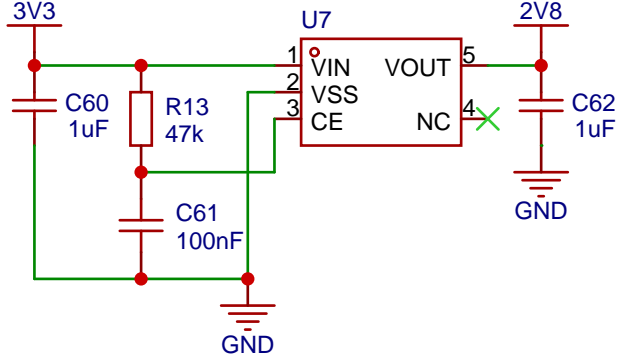 3V3
U7
2V8
1
VIN
VOUT
5
2
VSS
3
CE
NC
4
C60
1uF
R13
47k
C62
1uF
C61
100nF
GND
GND